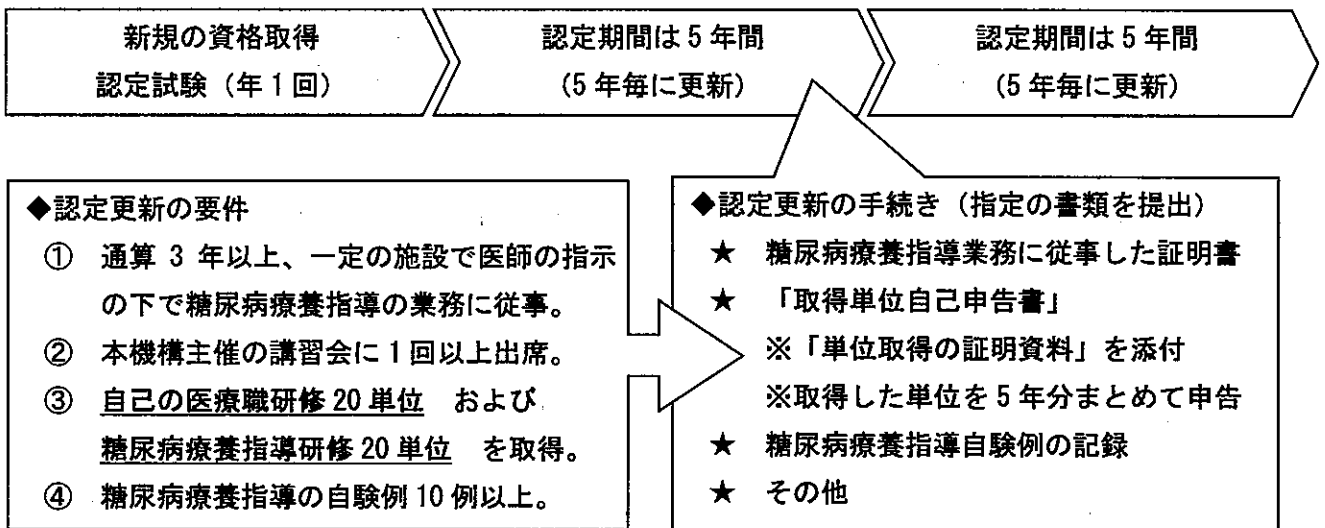 新規の資格取得
認定試験（年1回）
認定期間は5年間
（5年毎に更新）
認定期間は5年間
（5年毎に更新）
◆認定更新の要件
① 通算 3 年以上、一定の施設で医師の指示
の下で糖尿病療養指導の業務に従事。
② 本機構主催の講習会に1回以上出席。
③ 自己の医療職研修 20 単位 および
糖尿病療養指導研修 20 単位 を取得。
④ 糖尿病療養指導の自験例 10 例以上。
◆認定更新の手続き（指定の書類を提出）
★ 糖尿病療養指導業務に従事した証明書
★ 「取得単位自己申告書」
※「単位取得の証明資料」を添付
※取得した単位を5年分まとめて申告
★ 糖尿病療養指導自験例の記録
★ その他